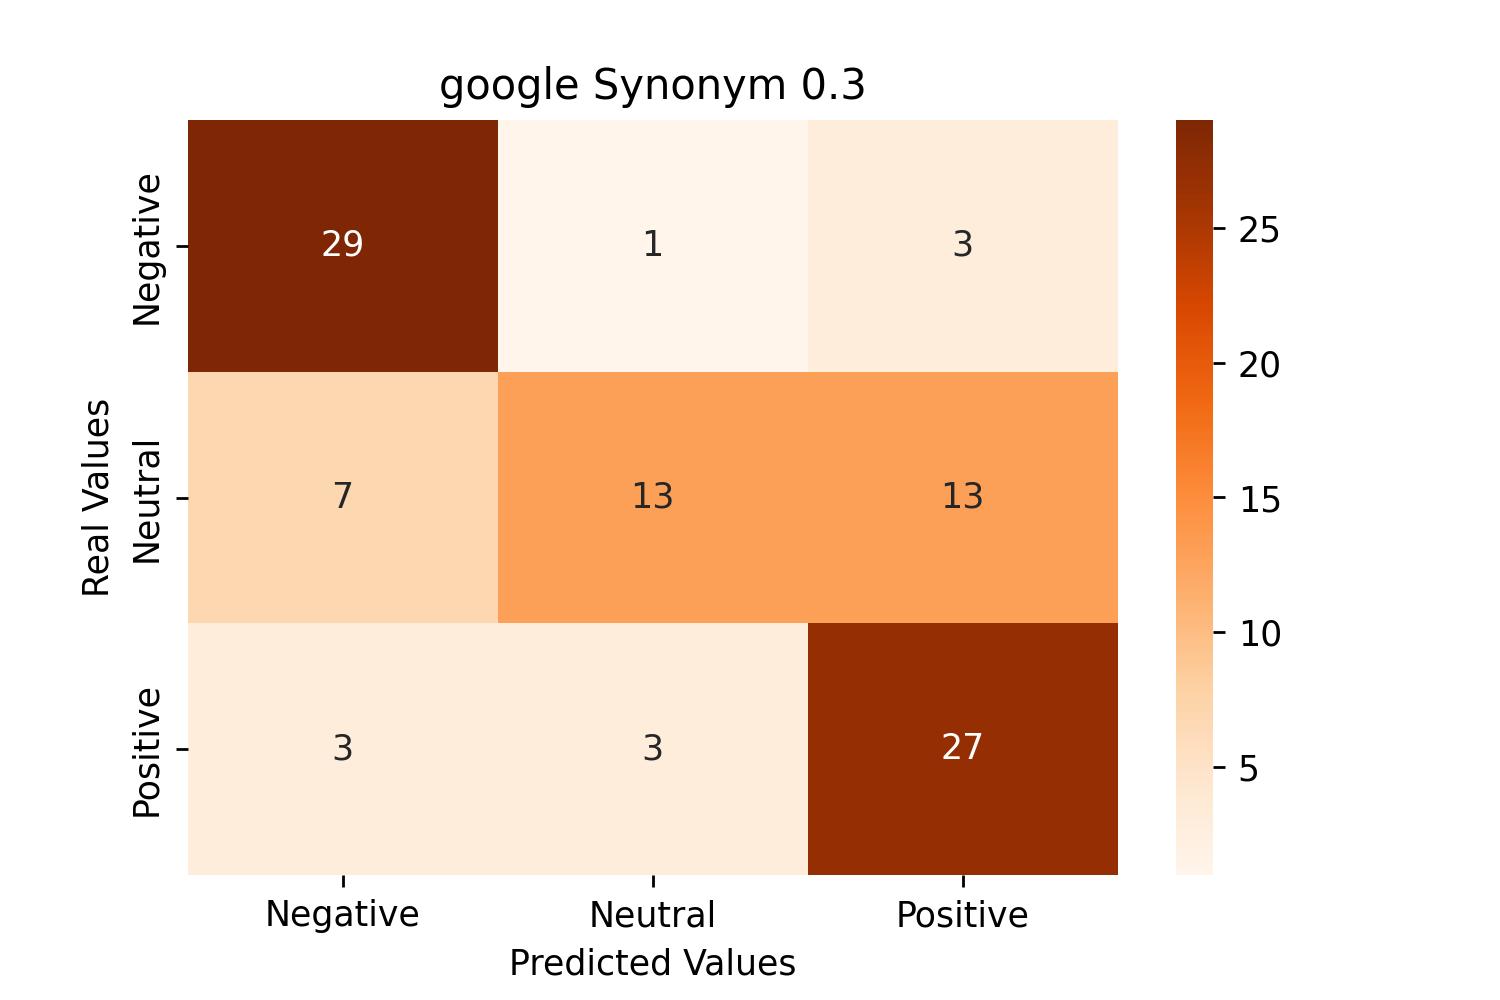 google Synonym 0.3
Real Values
Negative
29
1
3
Neutral
7
13
13
Positive
3
3
27
Negative
Neutral
Positive
Predicted Values
25
20
15
10
5